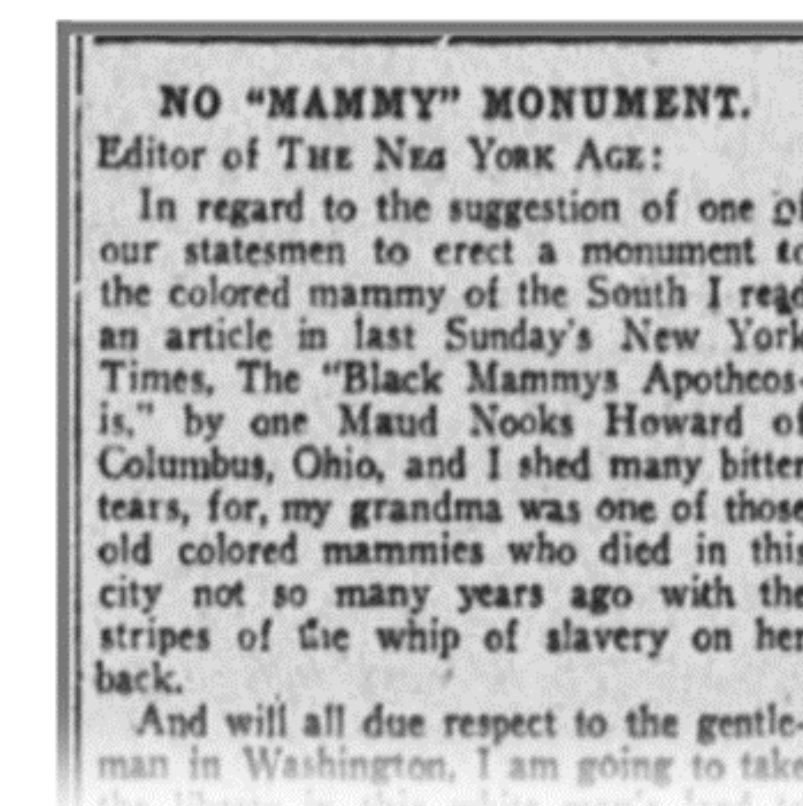 NO "MAMMY" MONUMENT.
Editor of THE NEW YORK AGE:
In regard to the suggestion of one of
our statesmen to erect a monument to
the colored mammy of the South I read
an article in last Sunday's New York
Times, The "Black Mammys Apotheos-
is," by one Maud Nooks Howard of
Columbus, Ohio, and I shed many bitter
tears, for, my grandma was one of those
old colored mammies who died in this
city not so many years ago with the
stripes of the whip of slavery on her
back.
And will all due respect to the gentle-
man in Washington, I am going to take